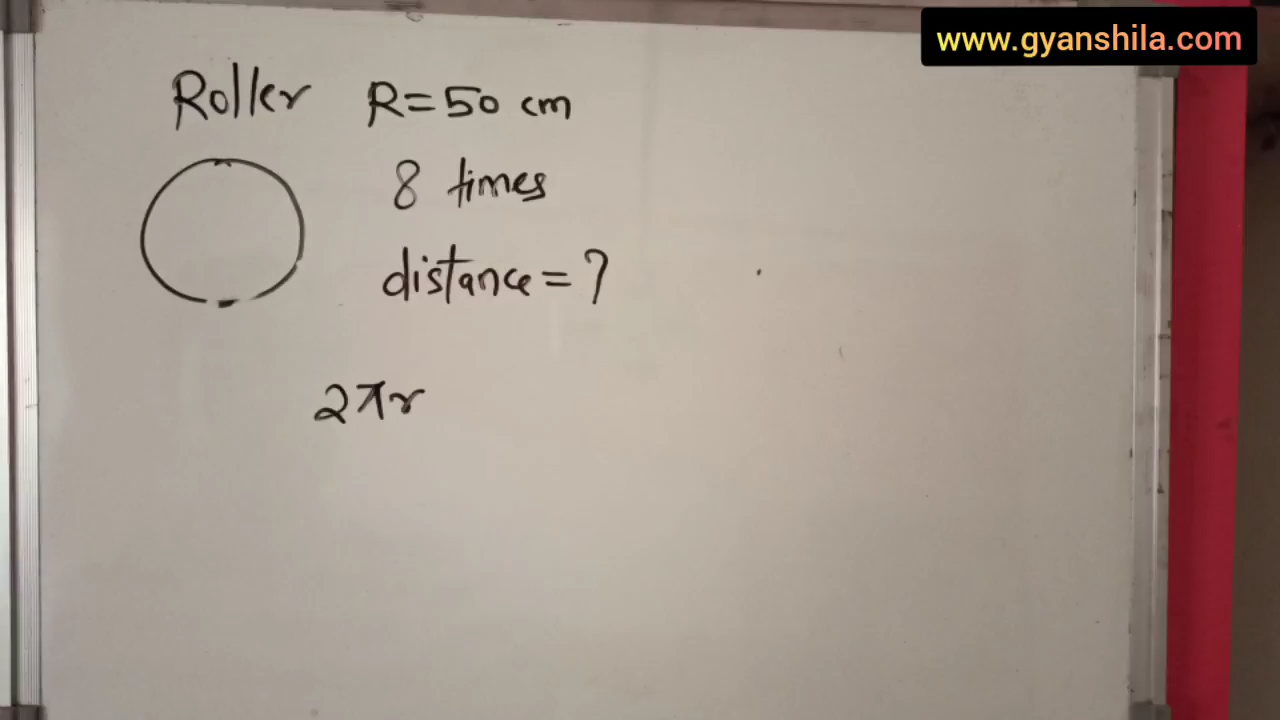 www.gyanshila.com
Roller R=50 cm
8 times
distance = ?
2πr